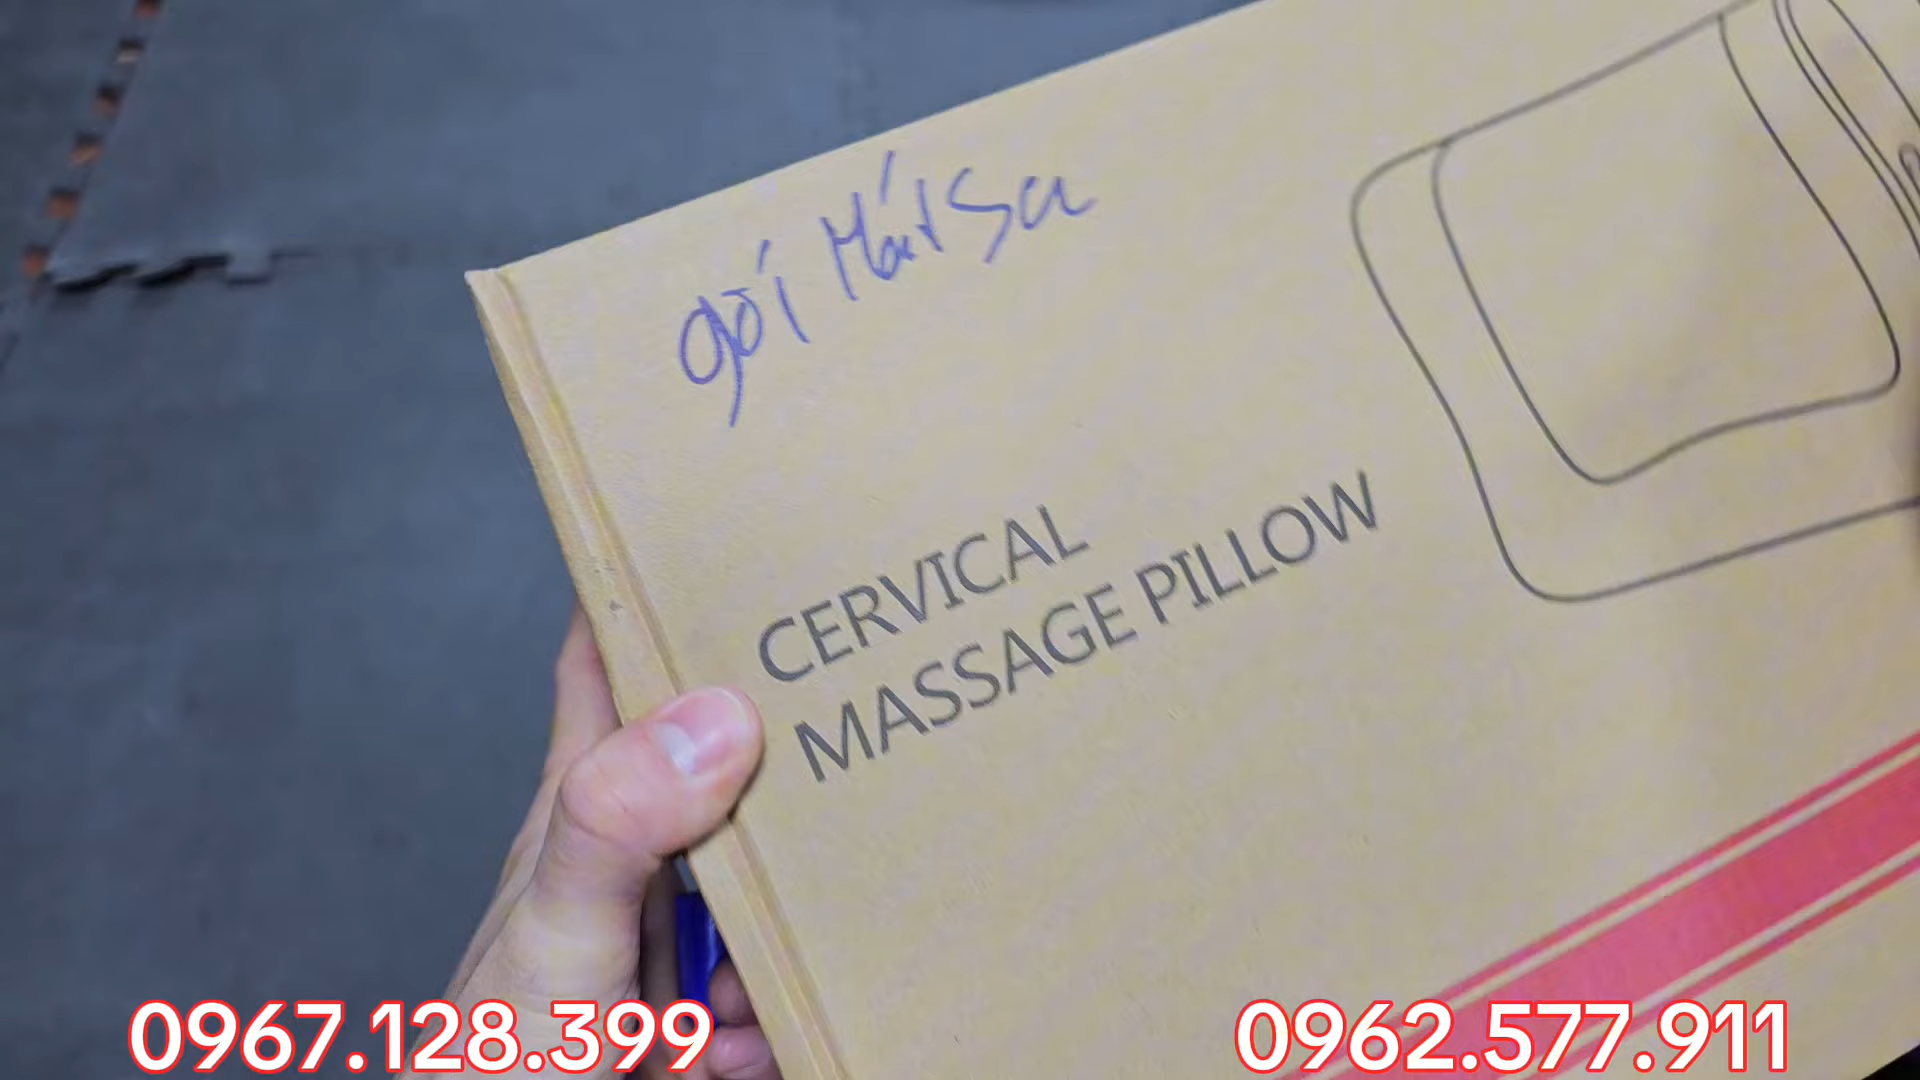 gối Mát Sa
CERVICAL
MASSAGE PILLOW
0967.128.399
0962.577.911